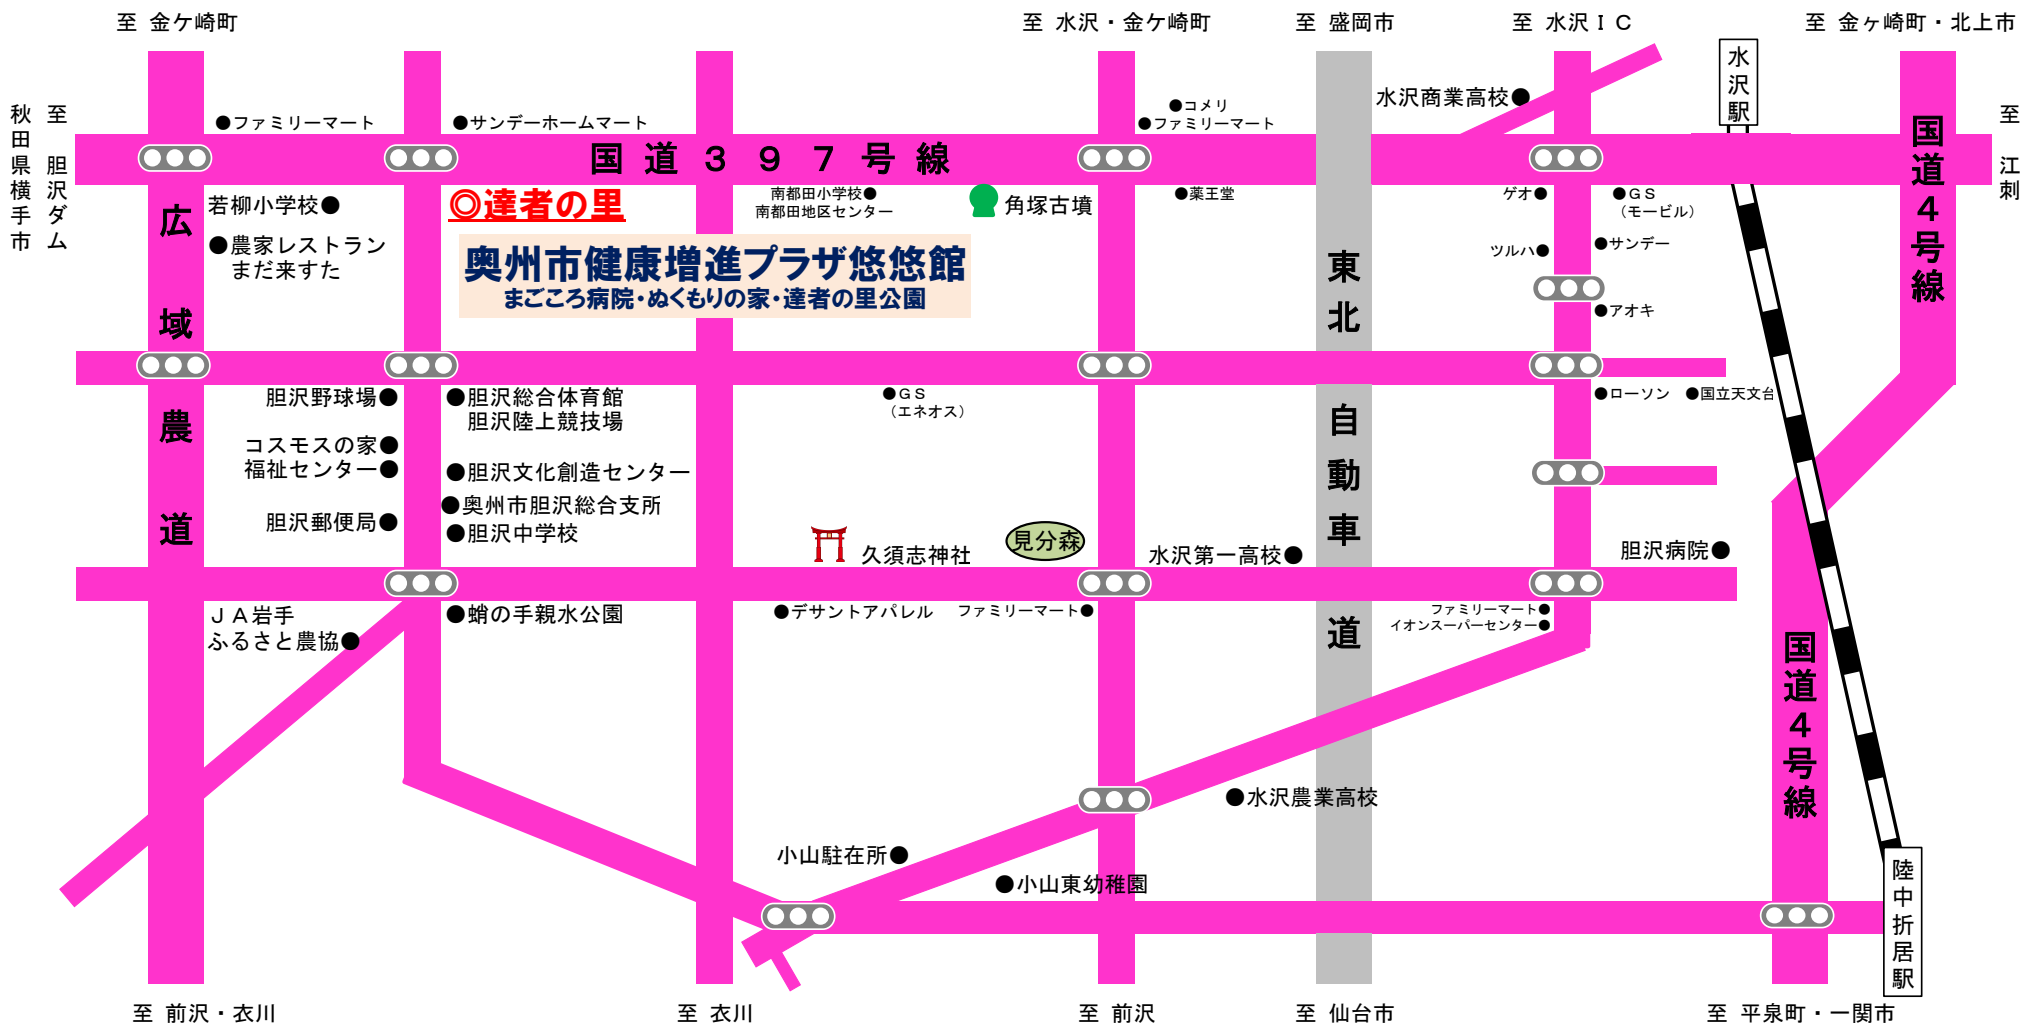 至 金ケ崎町
至 水沢・金ケ崎町
至 盛岡市
至 水沢ＩＣ
至 金ヶ崎町・北上市
水沢駅
至 胆沢ダム
秋田県横手市
●ファミリーマート
●サンデーホームマート
●コメリ
●ファミリーマート
水沢商業高校●
至 江刺
国道３９７号線
国道４号線
若柳小学校●
◎達者の里
南都田小学校●
南都田地区センター
角塚古墳
●薬王堂
ゲオ●
●ＧＳ
（モービル）
●農家レストラン
まだ来すた
奥州市健康増進プラザ悠悠館
まごころ病院・ぬくもりの家・達者の里公園
ツルハ●
●サンデー
●アオキ
広域農道
東北自動車道
胆沢野球場●
●胆沢総合体育館
胆沢陸上競技場
●ＧＳ
（エネオス）
●ローソン
●国立天文台
コスモスの家●
福祉センター●
●胆沢文化創造センター
●奥州市胆沢総合支所
胆沢郵便局●
●胆沢中学校
久須志神社
見分森
水沢第一高校●
胆沢病院●
ＪＡ岩手
ふるさと農協●
●蛸の手親水公園
●デサントアパレル
ファミリーマート●
ファミリーマート●
イオンスーパーセンター●
国道４号線
●水沢農業高校
小山駐在所●
●小山東幼稚園
陸中折居駅
至 前沢・衣川
至 衣川
至 前沢
至 仙台市
至 平泉町・一関市